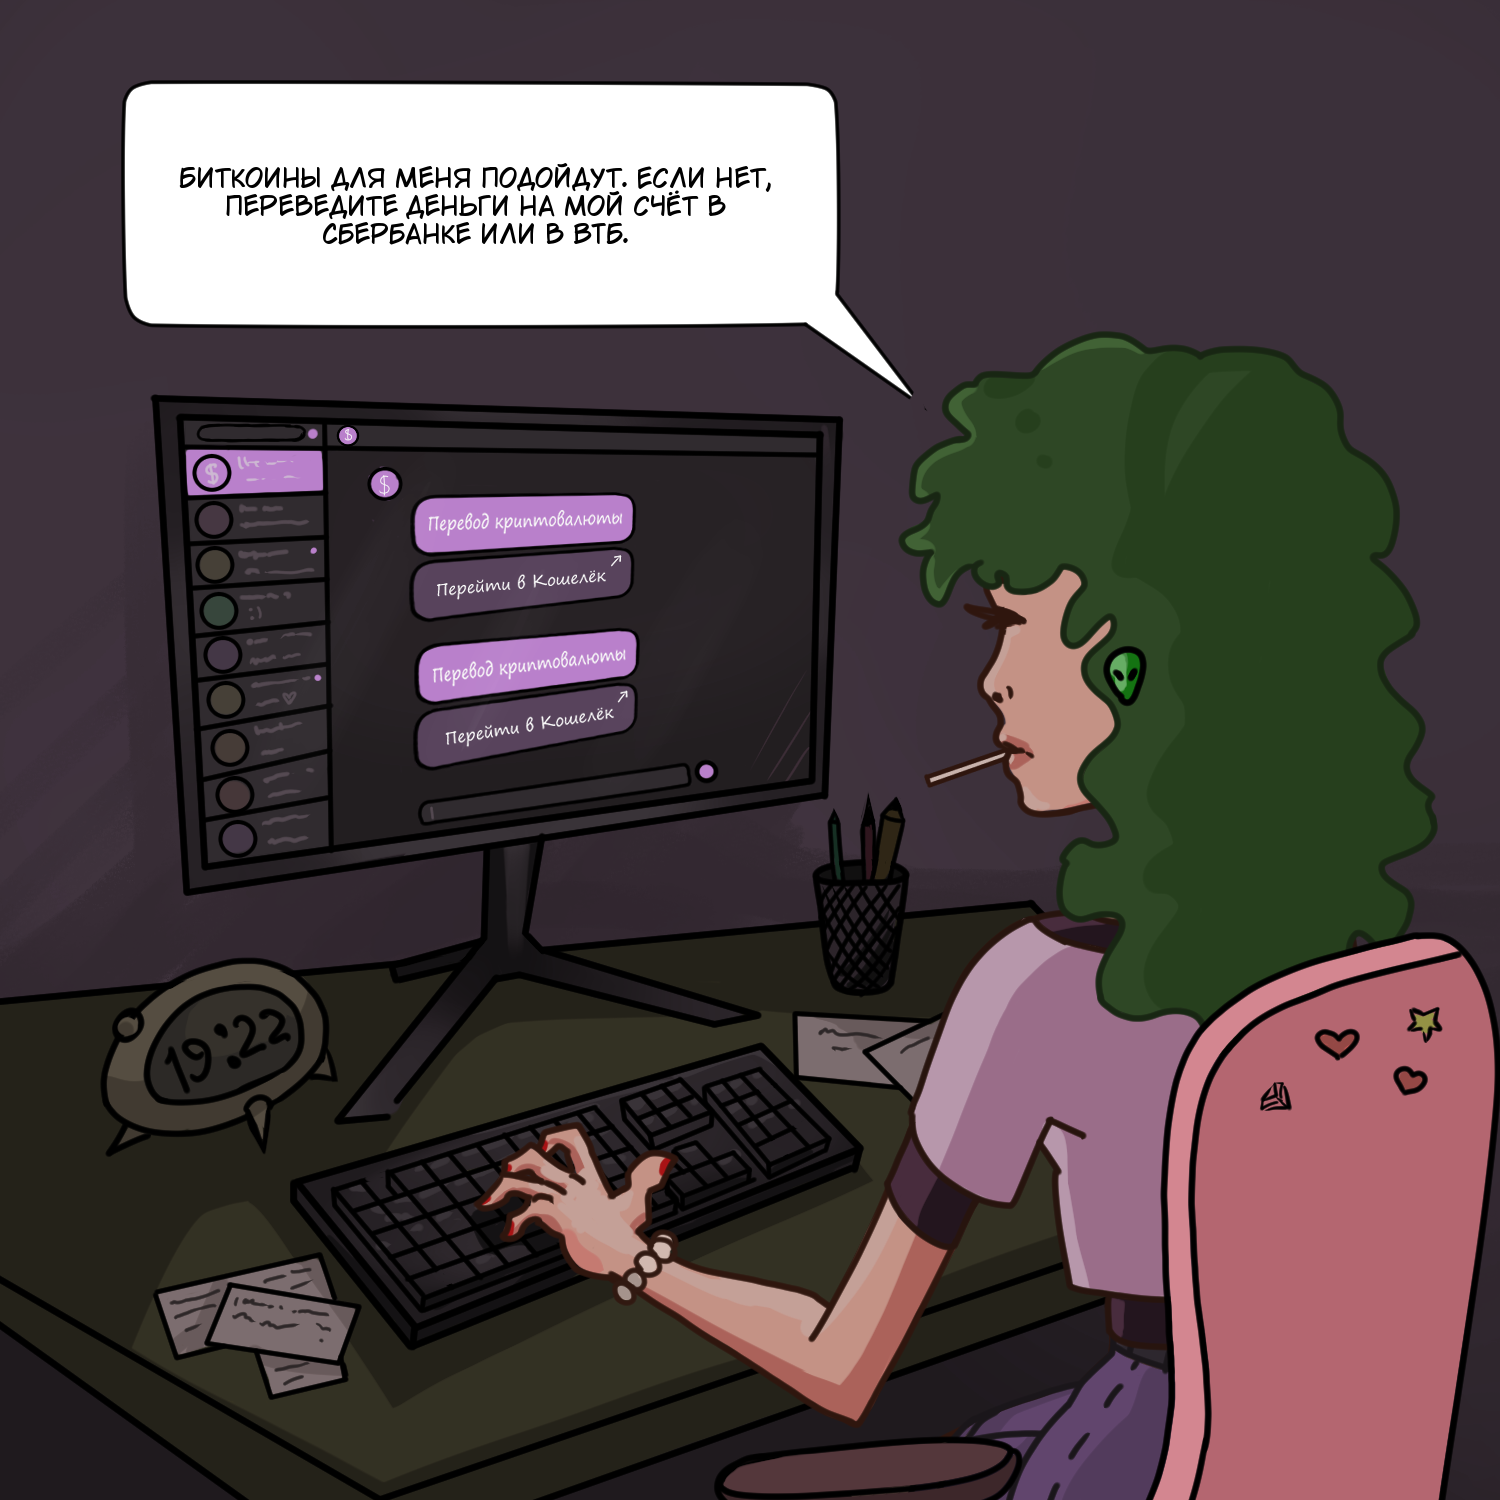 БИТКОИНЫ ДЛЯ МЕНЯ ПОДОЙДУТ. ЕСЛИ НЕТ,
ПЕРЕВЕДИТЕ ДЕНЬГИ НА МОЙ СЧЁТ В
СБЕРБАНКЕ ИЛИ В ВТБ.
$
$
$
Перевод криптовалюты
Перейти в Кошелёк
Перевод криптовалюты
Перейти в Кошелёк
:)
19:22